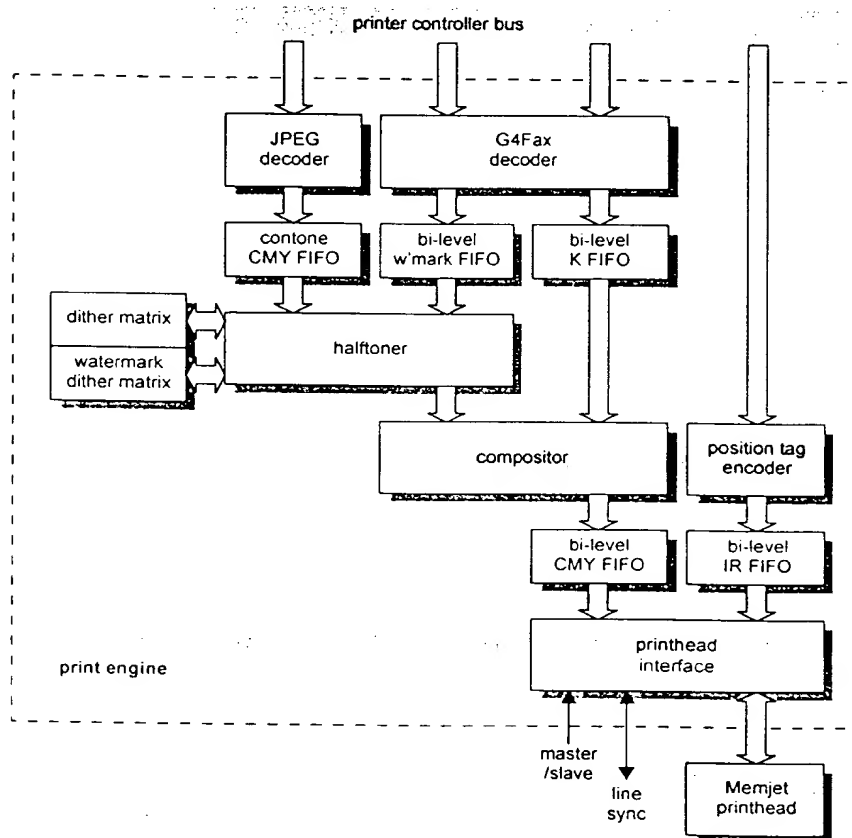 printer controller bus
JPEG
decoder
G4Fax
decoder
contone
CMY FIFO
bi-level
w'mark FIFO
bi-level
K FIFO
dither matrix
watermark
dither matrix
halftoner
compositor
position tag
encoder
bi-level
CMY FIFO
bi-level
IR FIFO
printhead
interface
print engine
master
/slave
line
sync
Memjet
printhead